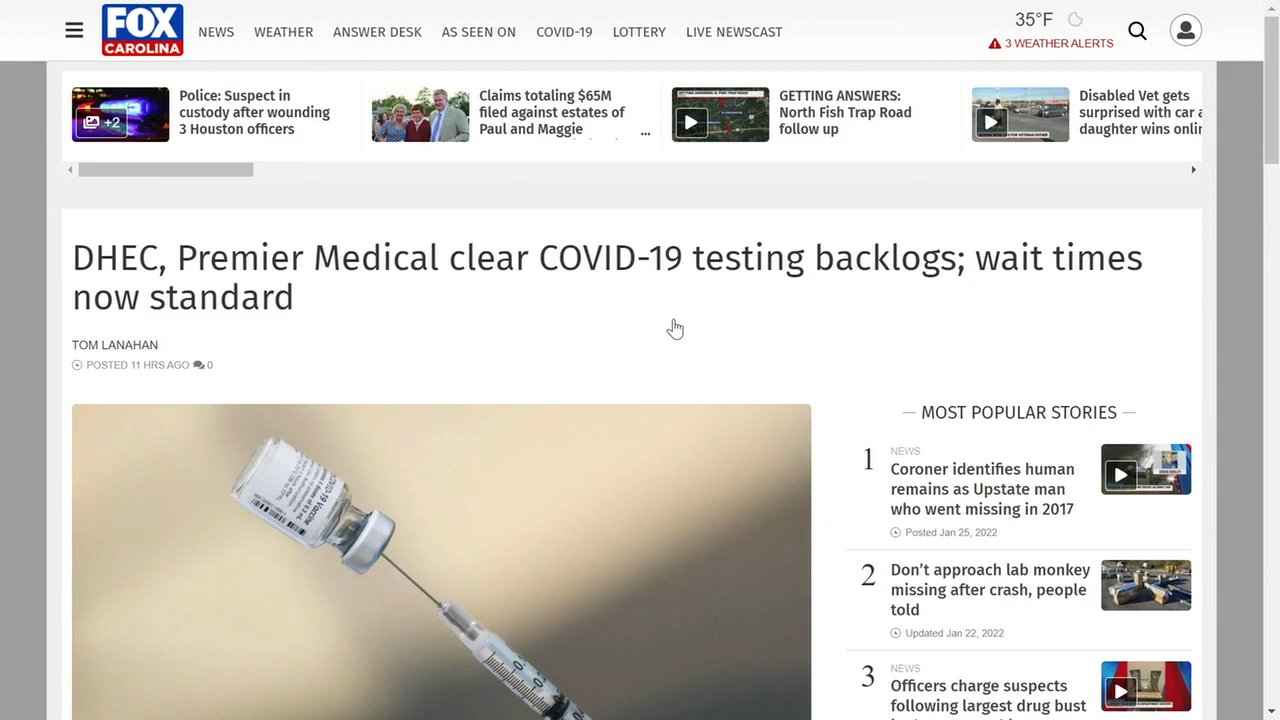 FOX
CAROLINA
NEWS
WEATHER
ANSWER DESK
AS SEEN ON
COVID-19
LOTTERY
LIVE NEWSCAST
35°F
3 WEATHER ALERTS
+2
Police: Suspect in
custody after wounding
3 Houston officers
Claims totaling $65M
filed against estates of
Paul and Maggie
...
GETTING ANSWERS:
North Fish Trap Road
follow up
Disabled Vet gets
surprised with car a
daughter wins onlin
DHEC, Premier Medical clear COVID-19 testing backlogs; wait times
now standard
TOM LANAHAN
POSTED 11 HRS AGO 0
COVID-19 Vaccine
MOST POPULAR STORIES
1
NEWS
Coroner identifies human
remains as Upstate man
who went missing in 2017
Posted Jan 25, 2022
2
Don't approach lab monkey
missing after crash, people
told
Updated Jan 22, 2022
3
NEWS
Officers charge suspects
following largest drug bust